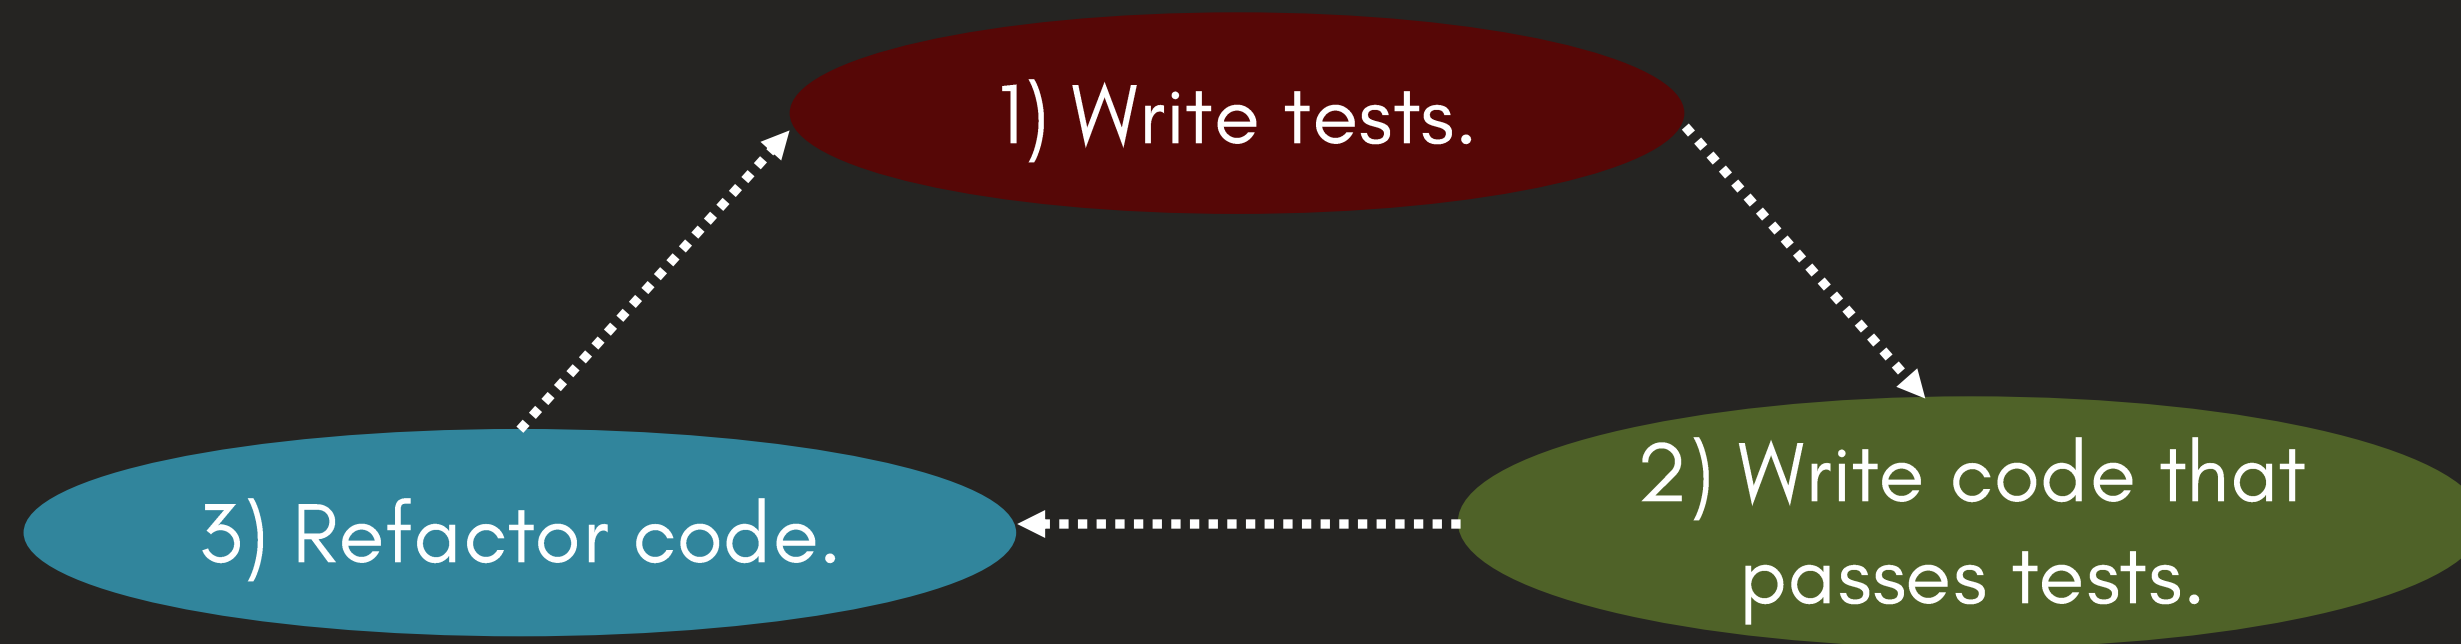 1) Write tests.
2) Write code that
passes tests.
3) Refactor code.